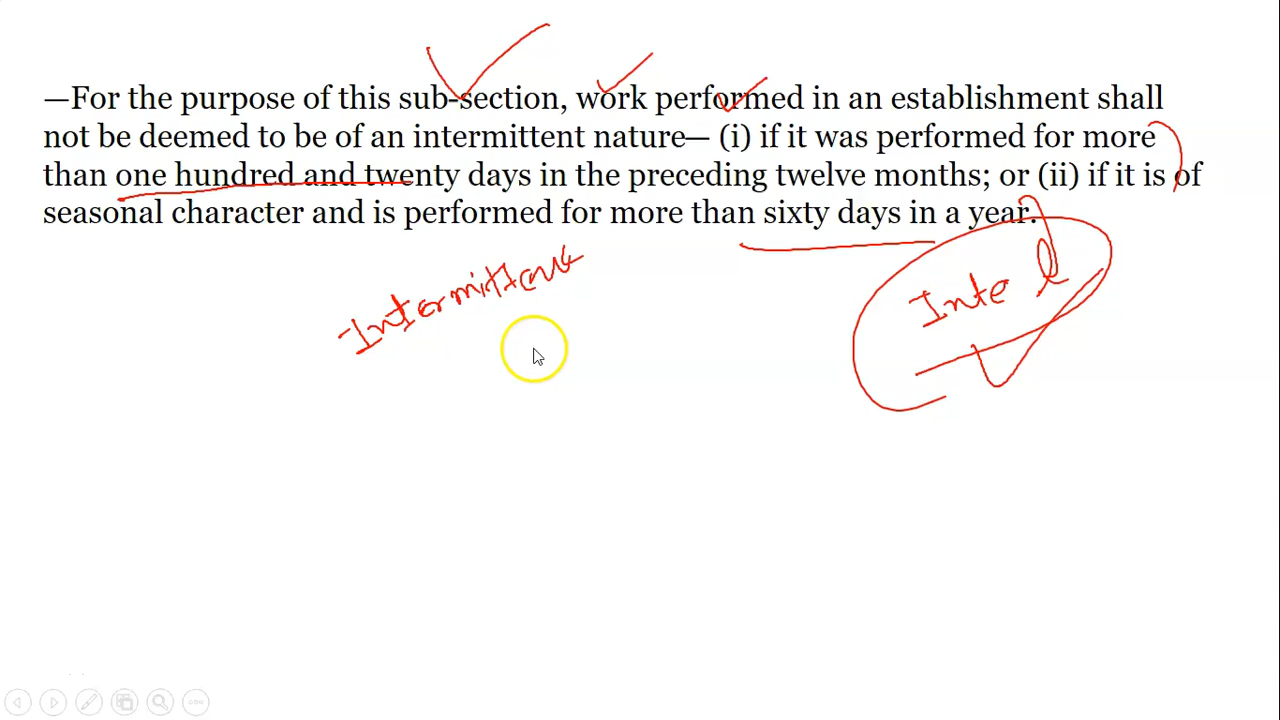 —For the purpose of this sub-section, work performed in an establishment shall
not be deemed to be of an intermittent nature— (i) if it was performed for more
than one hundred and twenty days in the preceding twelve months; or (ii) if it is of
seasonal character and is performed for more than sixty days in a year.
Intermittent
Inte